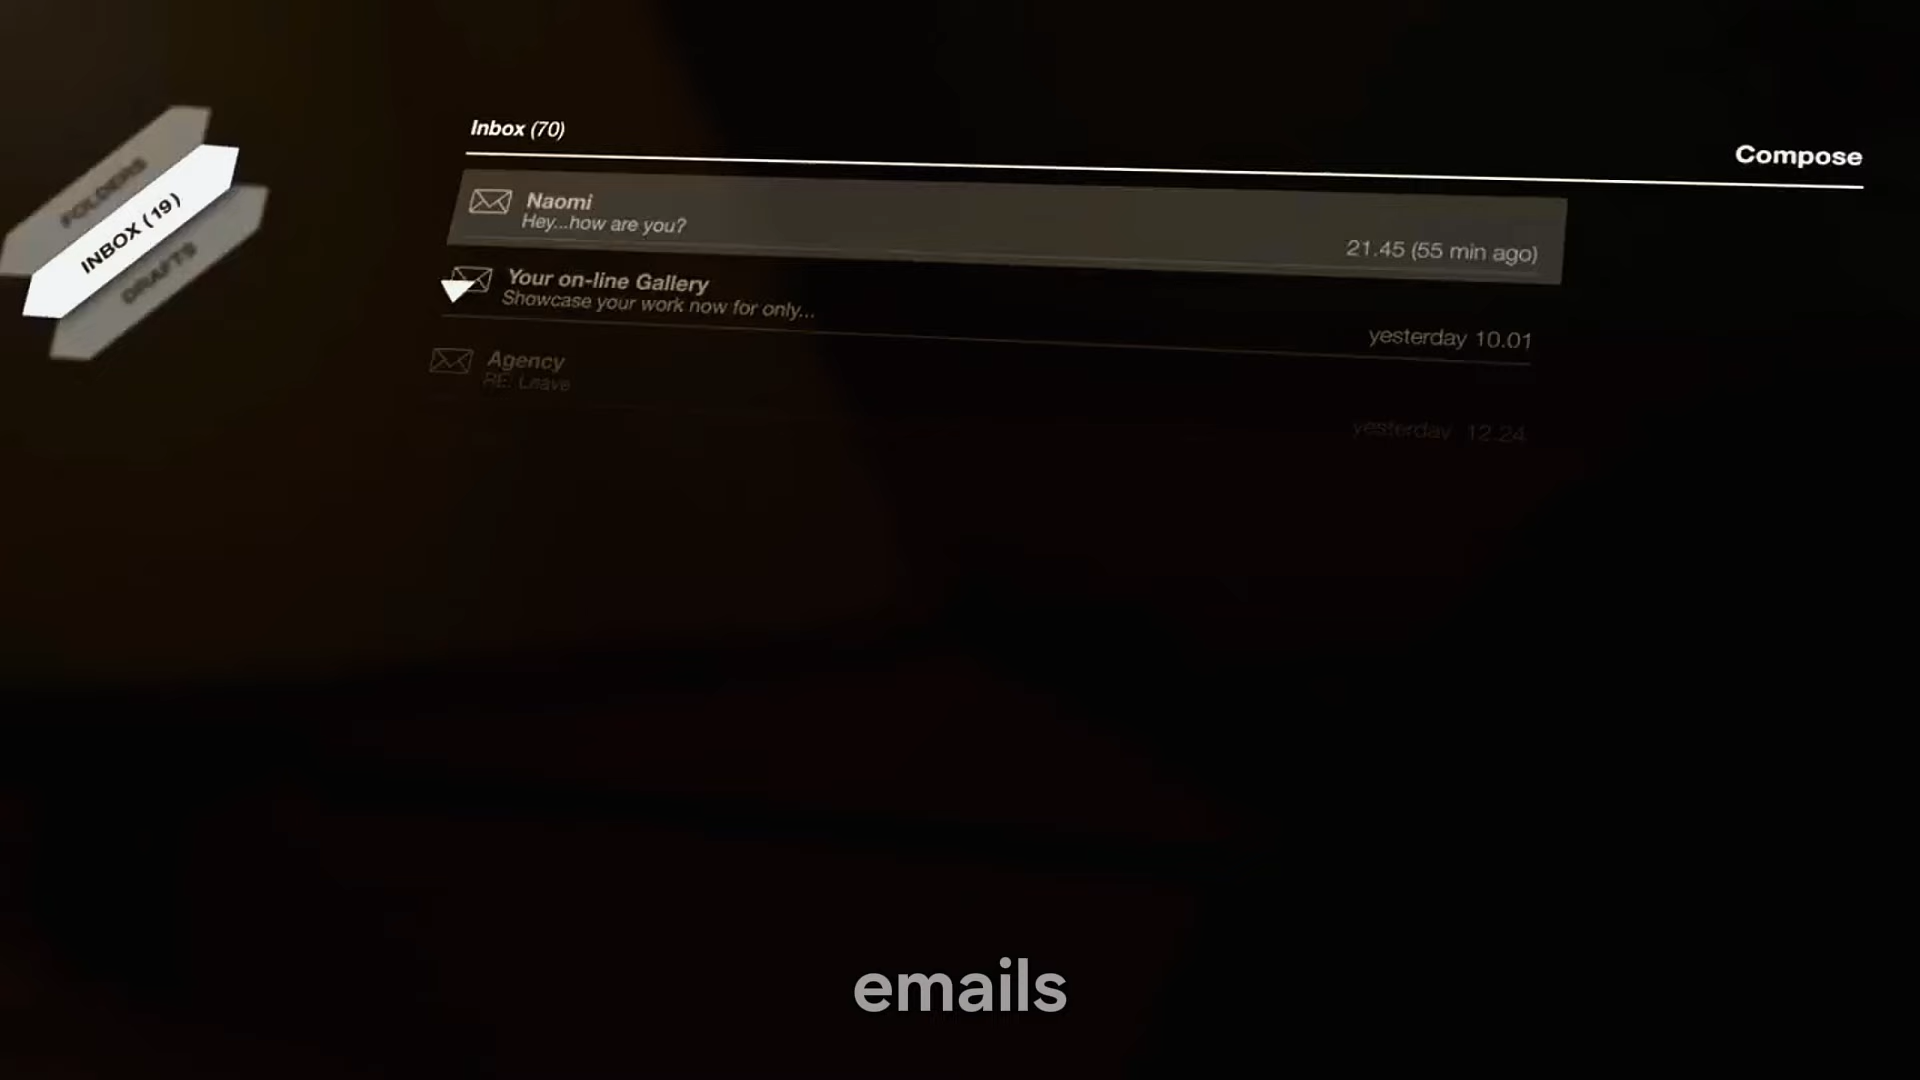 FOLDERS
INBOX (19)
DRAFTS
Inbox (70)
Compose
Naomi
Hey...how are you?
21.45 (55 min ago)
Your on-line Gallery
Showcase your work now for only...
yesterday 10.01
Agency
RE: Leave
yesterday 12.24
emails